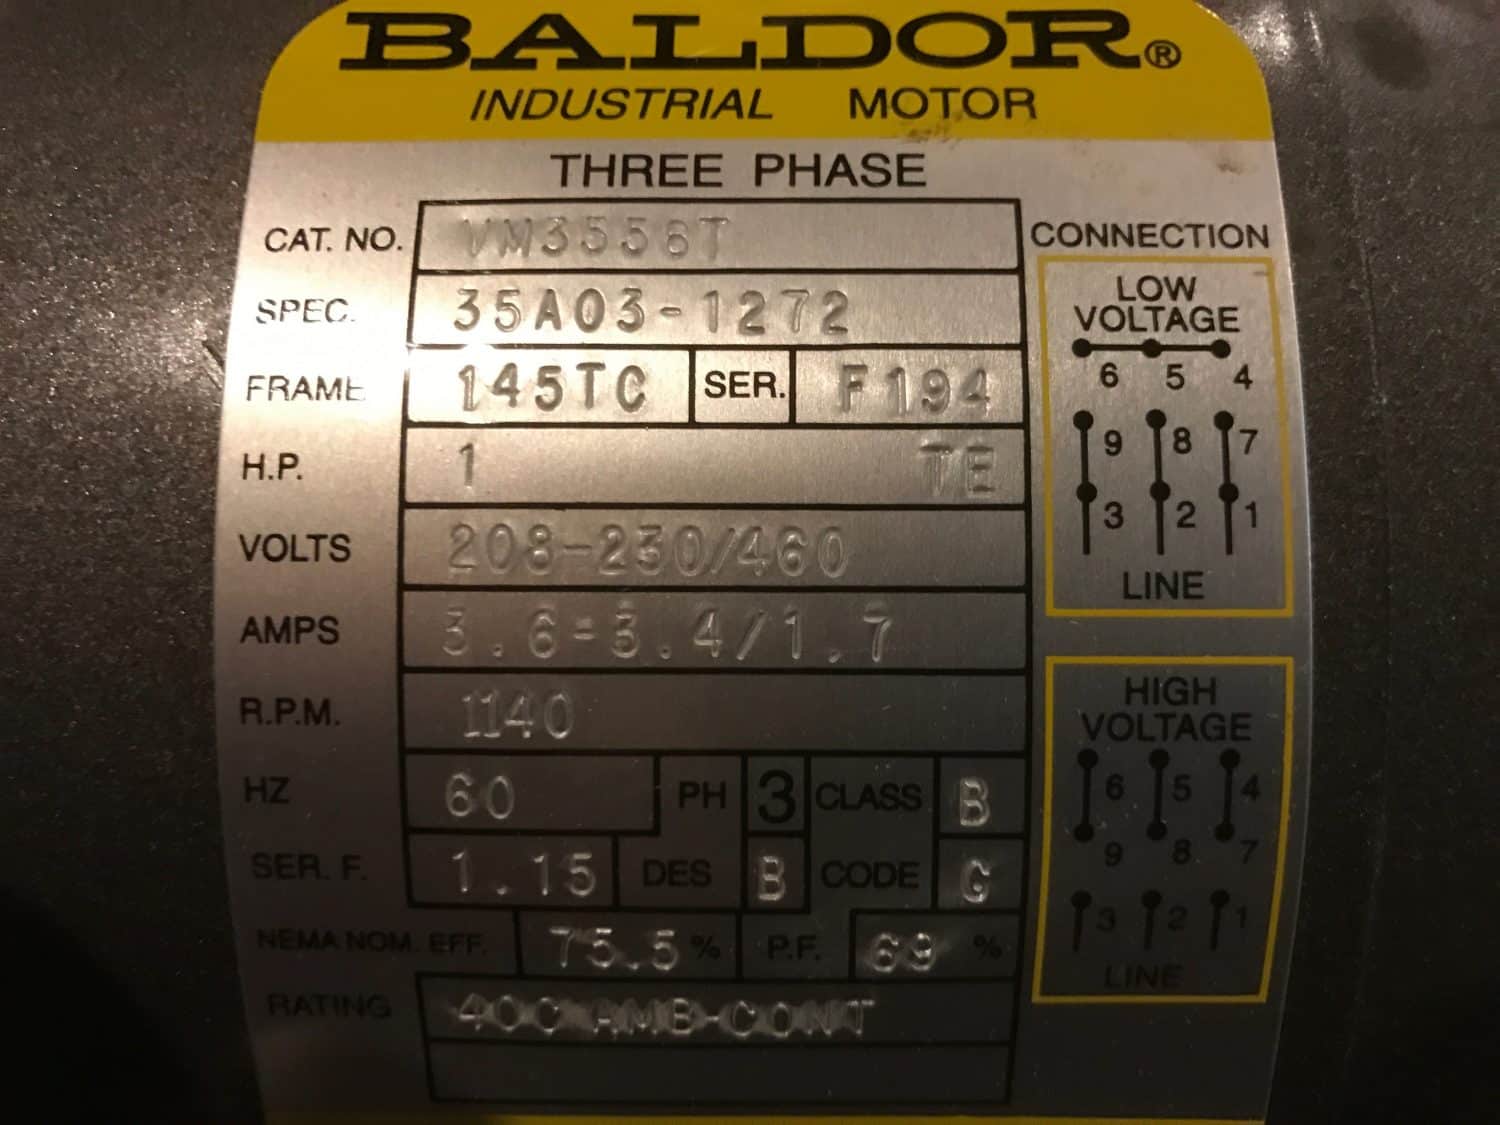 BALDOR®
INDUSTRIAL MOTOR
THREE PHASE
CAT. NO. VM3556T
SPEC. 35A03-1272
FRAME 145TC SER. F194
H.P. 1 TE
VOLTS 208-230/460
AMPS 3.6-3.4/1.7
R.P.M. 1140
HZ 60 PH 3 CLASS B
SER. F. 1.15 DES B CODE G
NEMA NOM. EFF. 75.5 % P.F. 69 %
RATING 40C AMB-CONT
CONNECTION
LOW
VOLTAGE
6 5 4
9 8 7
3 2 1
LINE
HIGH
VOLTAGE
6 5 4
9 8 7
3 2 1
LINE